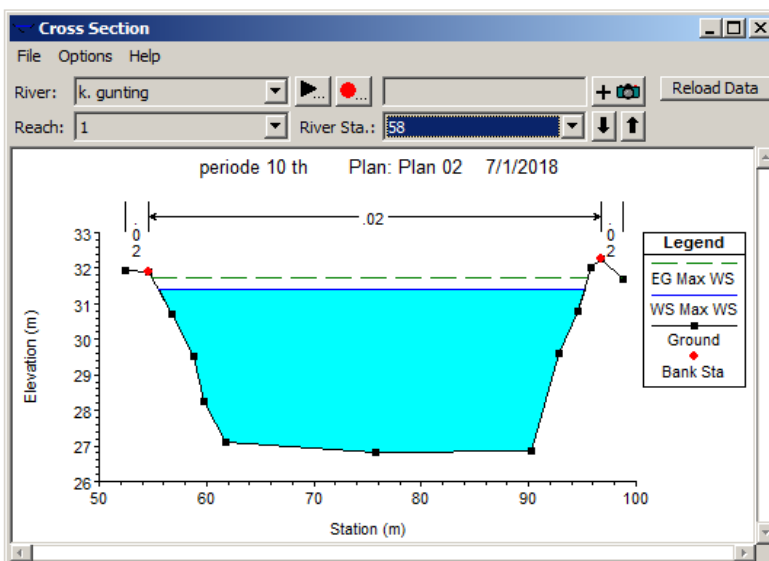 Cross Section
File Options Help
River: k. gunting Reload Data
Reach: 1 River Sta.: 58
periode 10 th Plan: Plan 02 7/1/2018
.02 .02 .02
Legend
EG Max WS
WS Max WS
Ground
Bank Sta
33
32
31
30
29
28
27
26
Elevation (m)
50 60 70 80 90 100
Station (m)